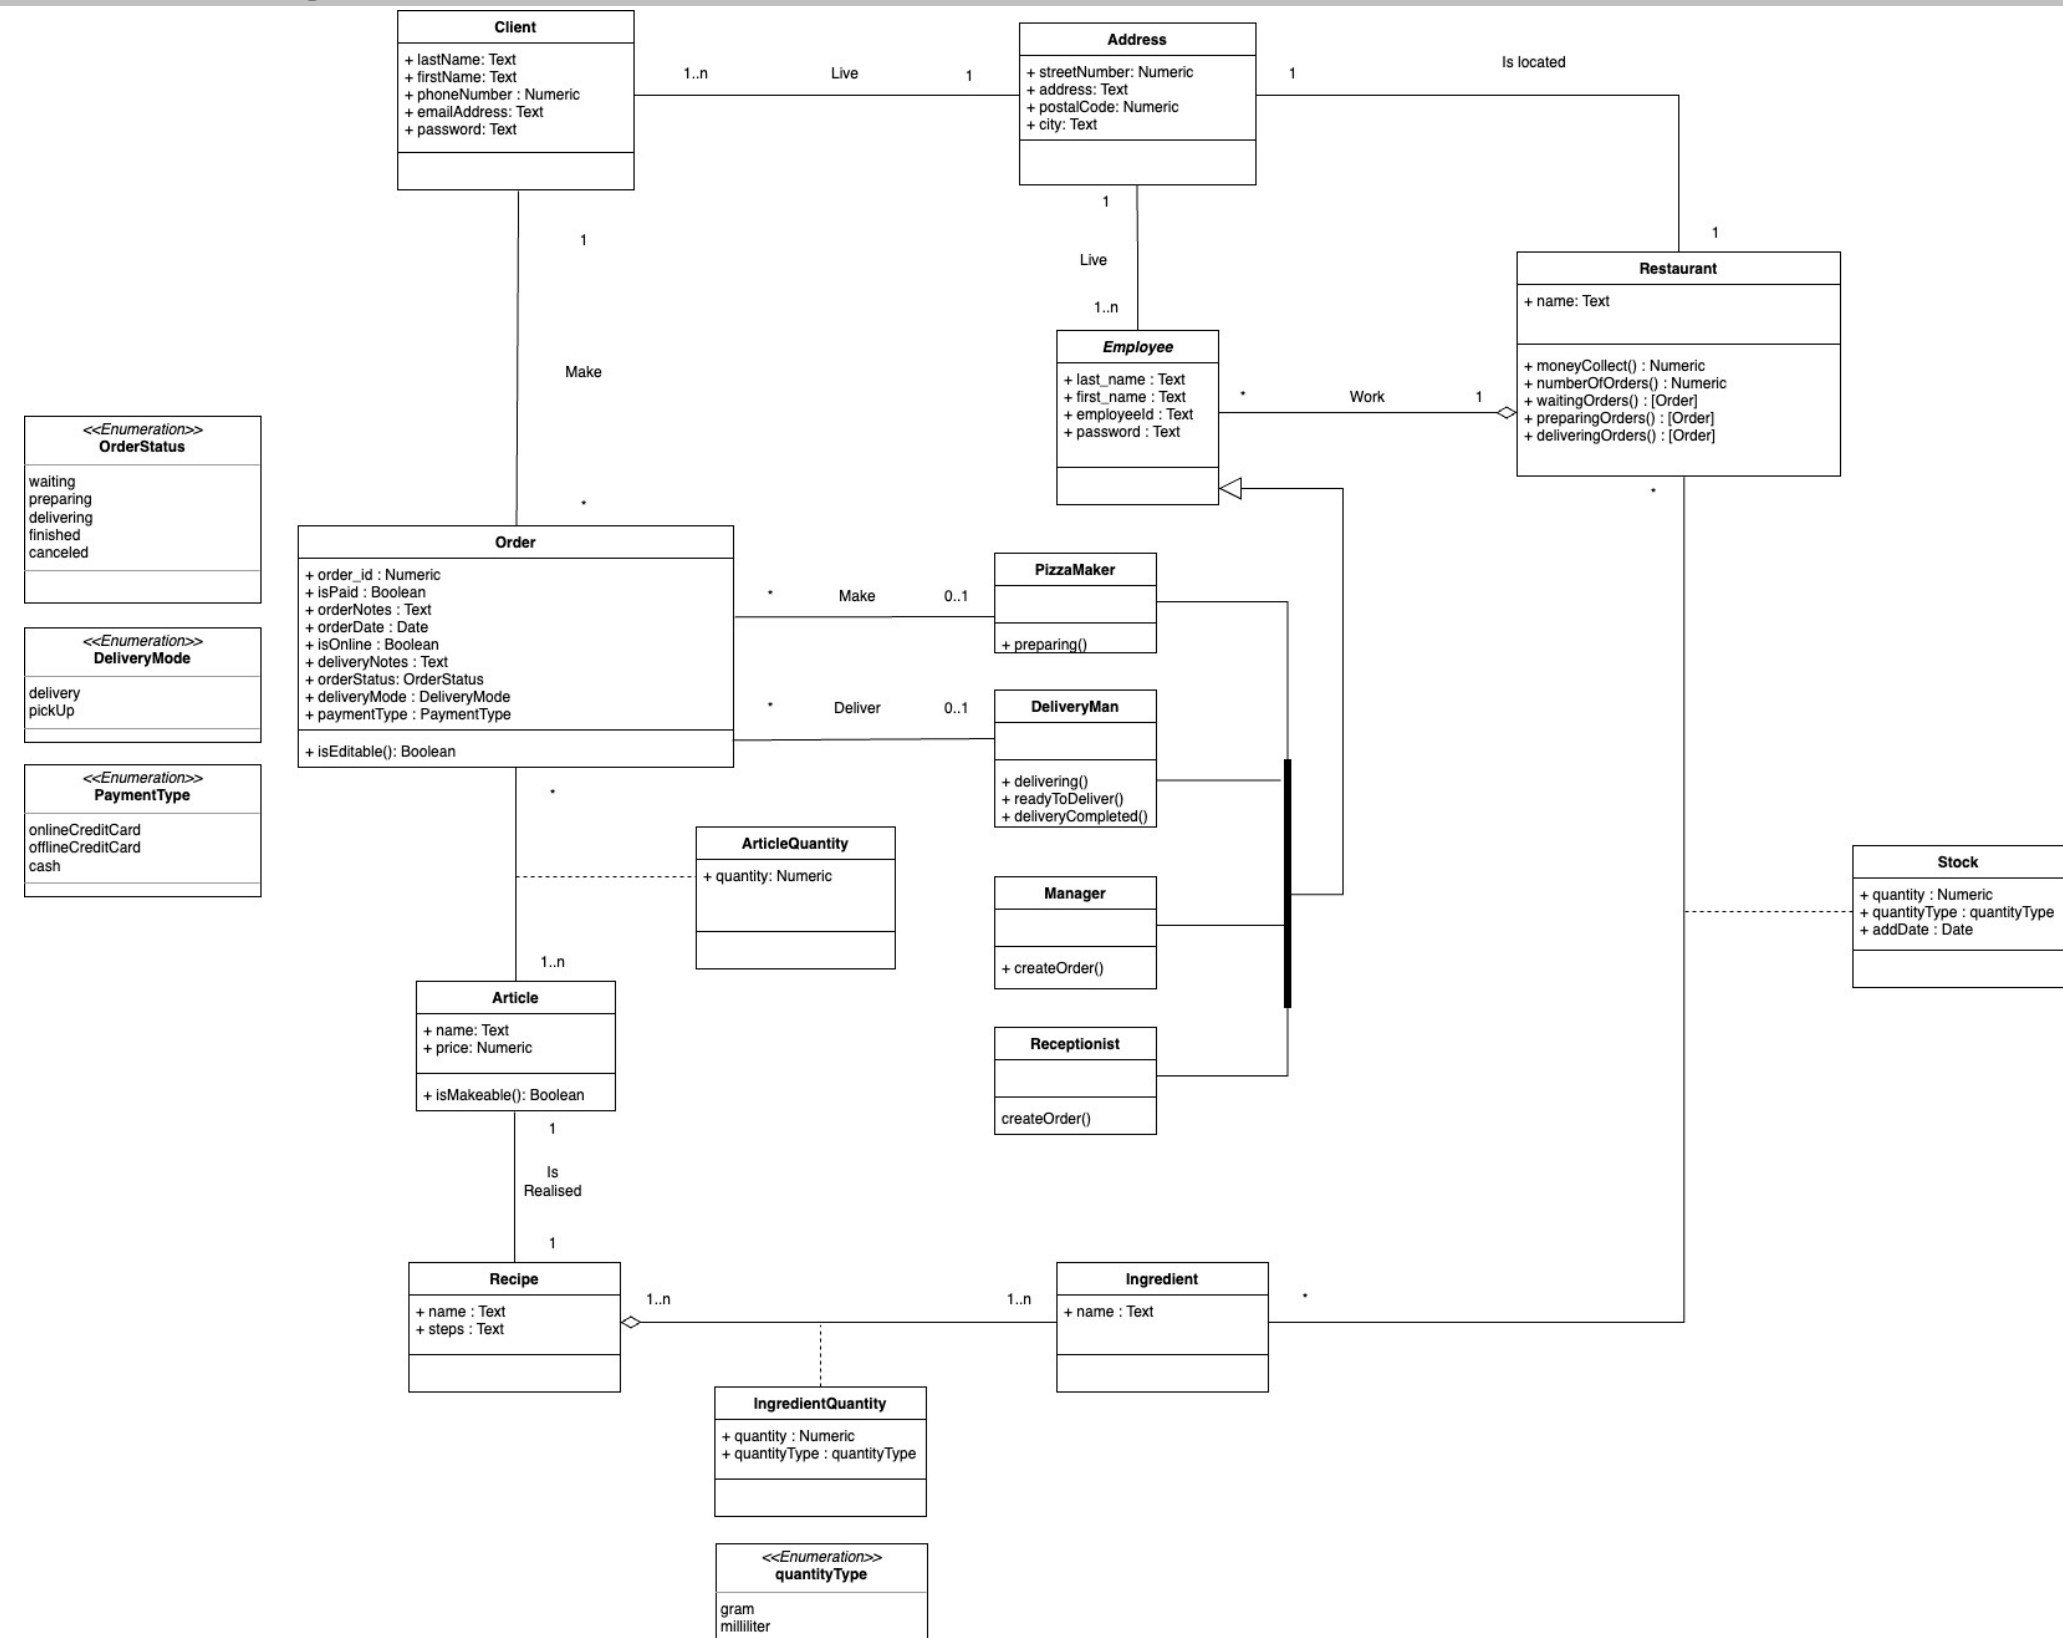 Client
+ lastName: Text
+ firstName: Text
+ phoneNumber : Numeric
+ emailAddress: Text
+ password: Text
1..n
Live
1
Address
+ streetNumber: Numeric
+ address: Text
+ postalCode: Numeric
+ city: Text
1
Is located
1
Restaurant
+ name: Text
+ moneyCollect() : Numeric
+ numberOfOrders() : Numeric
+ waitingOrders() : [Order]
+ preparingOrders() : [Order]
+ deliveringOrders() : [Order]
*
1
Live
1..n
Employee
+ last_name : Text
+ first_name : Text
+ employeeId : Text
+ password : Text
*
Work
1
1
Make
*
<<Enumeration>>
OrderStatus
waiting
preparing
delivering
finished
canceled
<<Enumeration>>
DeliveryMode
delivery
pickUp
<<Enumeration>>
PaymentType
onlineCreditCard
offlineCreditCard
cash
Order
+ order_id : Numeric
+ isPaid : Boolean
+ orderNotes : Text
+ orderDate : Date
+ isOnline : Boolean
+ deliveryNotes : Text
+ orderStatus: OrderStatus
+ deliveryMode : DeliveryMode
+ paymentType : PaymentType
+ isEditable(): Boolean
*
Make
0..1
*
Deliver
0..1
PizzaMaker
+ preparing()
DeliveryMan
+ delivering()
+ readyToDeliver()
+ deliveryCompleted()
Manager
+ createOrder()
Receptionist
createOrder()
*
ArticleQuantity
+ quantity: Numeric
1..n
Stock
+ quantity : Numeric
+ quantityType : quantityType
+ addDate : Date
Article
+ name: Text
+ price: Numeric
+ isMakeable(): Boolean
1
Is
Realised
1
Recipe
+ name : Text
+ steps : Text
1..n
1..n
Ingredient
+ name : Text
*
IngredientQuantity
+ quantity : Numeric
+ quantityType : quantityType
<<Enumeration>>
quantityType
gram
milliliter